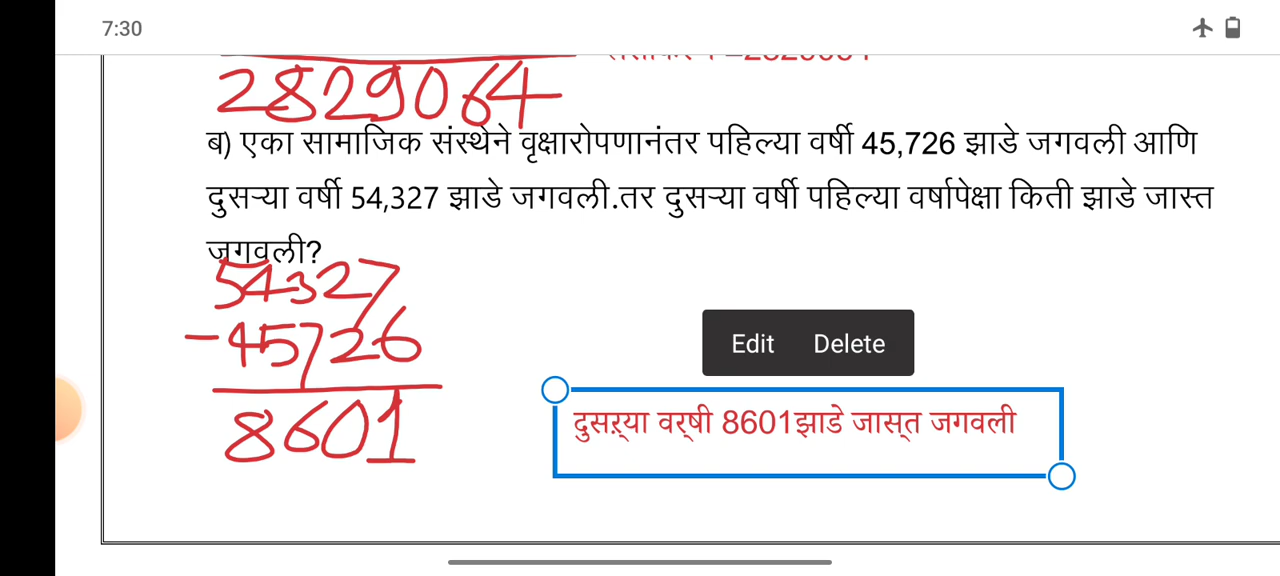 7:30
2829064
ब) एका सामाजिक संस्थेने वृक्षारोपणानंतर पहिल्या वर्षी 45,726 झाडे जगवली आणि
दुसऱ्या वर्षी 54,327 झाडे जगवली.तर दुसऱ्या वर्षी पहिल्या वर्षापेक्षा किती झाडे जास्त
जगवली?
54327
-45726
8601
Edit Delete
दुसऱ्या वर्षी 8601झाडे जास्त जगवली